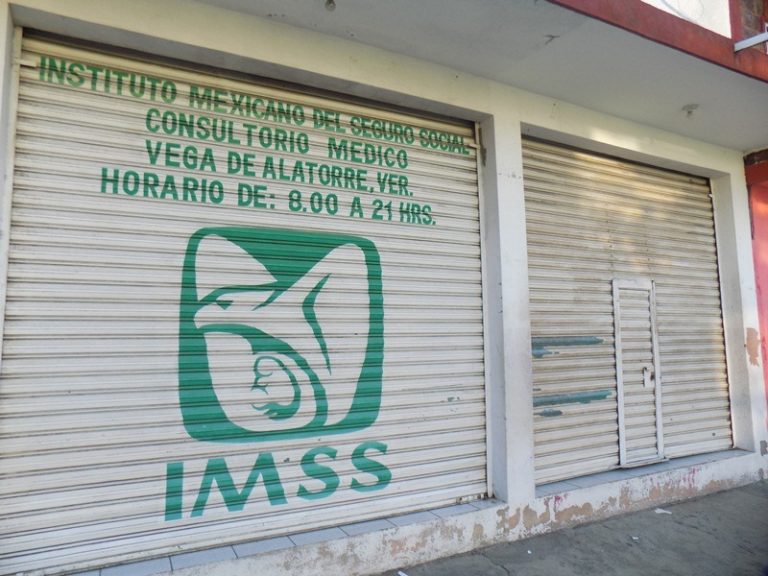 INSTITUTO MEXICANO DEL SEGURO SOCIAL
CONSULTORIO MEDICO
VEGA DE ALATORRE, VER.
HORARIO DE: 8.00 A 21 HRS.
IMSS